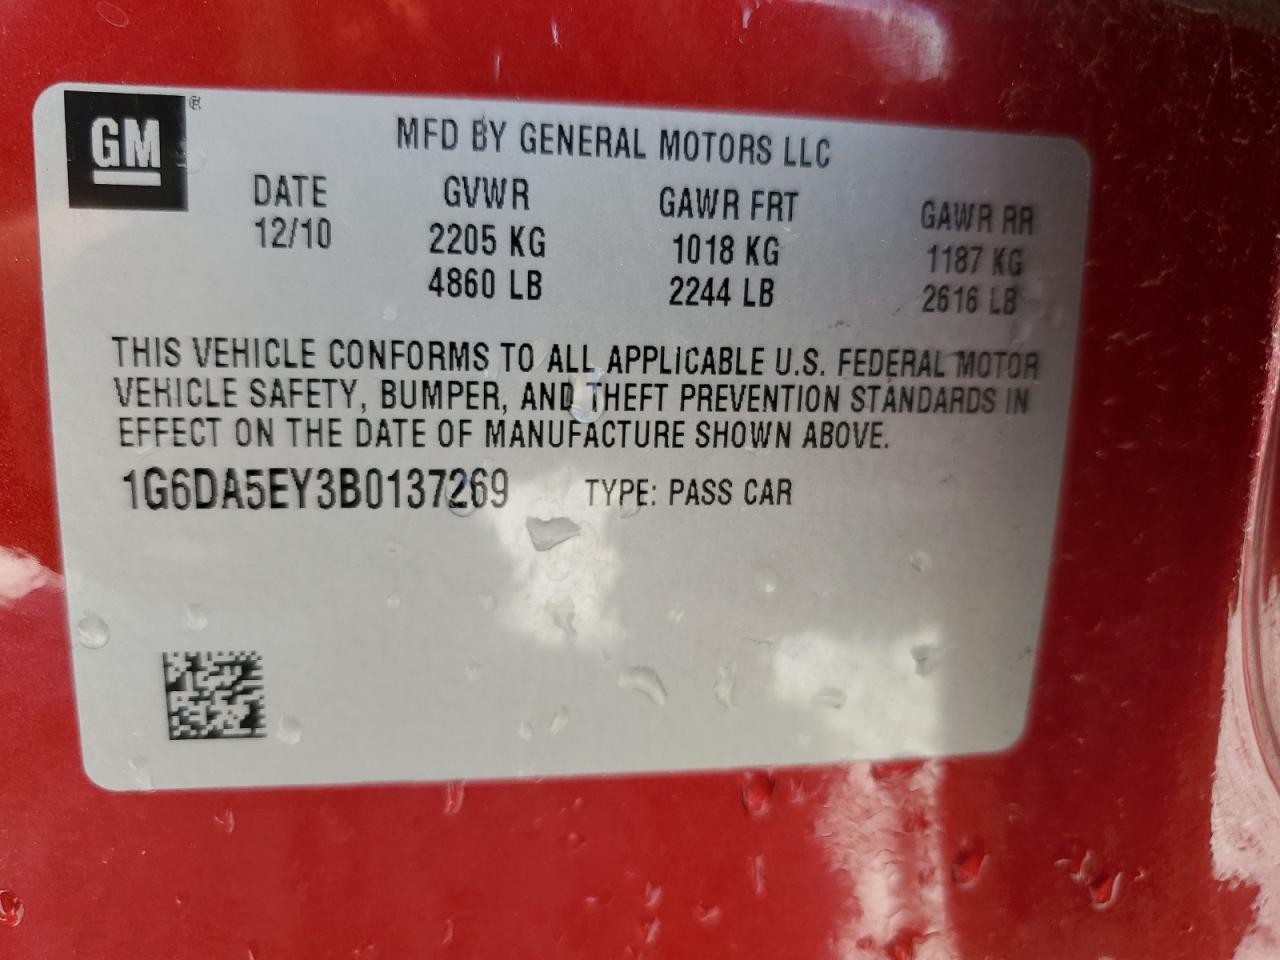 GM ®
MFD BY GENERAL MOTORS LLC
DATE GVWR GAWR FRT GAWR RR
12/10 2205 KG 1018 KG 1187 KG
4860 LB 2244 LB 2616 LB
THIS VEHICLE CONFORMS TO ALL APPLICABLE U.S. FEDERAL MOTOR
VEHICLE SAFETY, BUMPER, AND THEFT PREVENTION STANDARDS IN
EFFECT ON THE DATE OF MANUFACTURE SHOWN ABOVE.
1G6DA5EY3B0137269 TYPE: PASS CAR